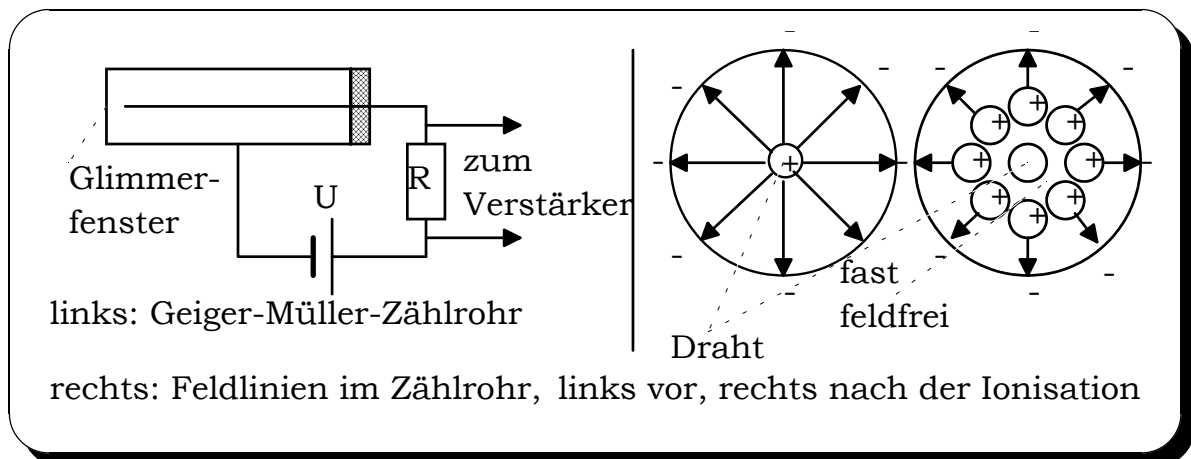 Glimmer-
fenster
U
R
zum
Verstärker
+
-
-
-
-
-
-
-
-
+
+
+
+
+
+
+
+
-
-
-
-
-
-
fast
feldfrei
Draht
links: Geiger-Müller-Zählrohr
rechts: Feldlinien im Zählrohr, links vor, rechts nach der Ionisation